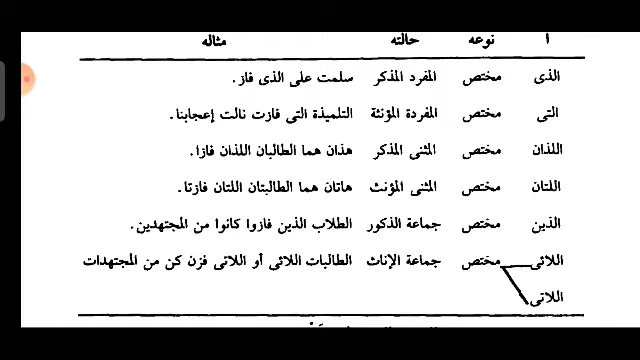 ا نوعه حالته مثاله
الذى مختص المفرد المذكر سلمت على الذى فاز.
التى مختص المفردة المؤنثة التلميذة التى فازت نالت إعجابنا.
اللذان مختص المثنى المذكر هذان هما الطالبان اللذان فازا.
اللتان مختص المثنى المؤنث هاتان هما الطالبتان اللتان فازتا.
الذين مختص جماعة الذكور الطلاب الذين فازوا كانوا من المجتهدين.
اللائى مختص جماعة الإناث الطالبات اللائى أو اللاتى فزن كن من المجتهدات
اللاتى